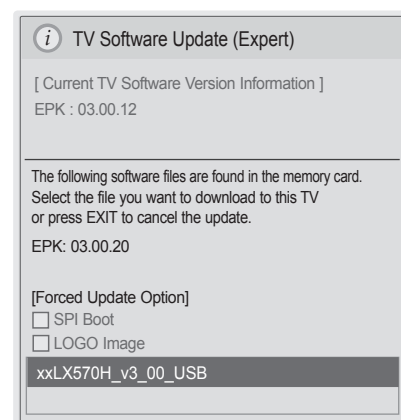 i TV Software Update (Expert)
[ Current TV Software Version Information ]
EPK : 03.00.12
The following software files are found in the memory card.
Select the file you want to download to this TV
or press EXIT to cancel the update.
EPK: 03.00.20
[Forced Update Option]
SPI Boot
LOGO Image
xxLX570H_v3_00_USB